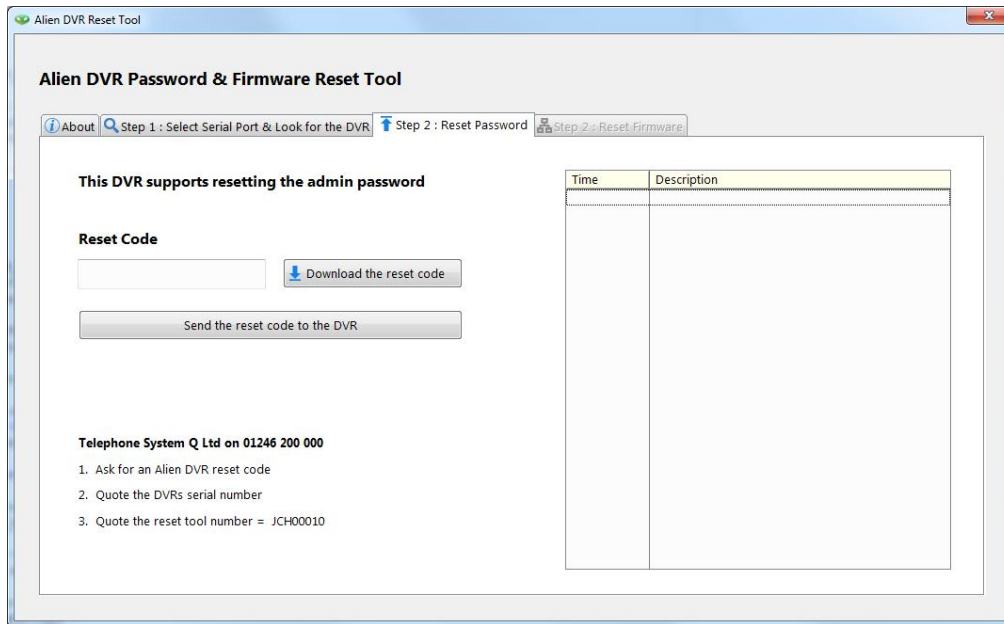 Alien DVR Reset Tool
Alien DVR Password & Firmware Reset Tool
About
Step 1 : Select Serial Port & Look for the DVR
Step 2 : Reset Password
Step 2 : Reset Firmware
This DVR supports resetting the admin password
Reset Code
Download the reset code
Send the reset code to the DVR
Telephone System Q Ltd on 01246 200 000
1. Ask for an Alien DVR reset code
2. Quote the DVRs serial number
3. Quote the reset tool number = JCH00010
Time Description